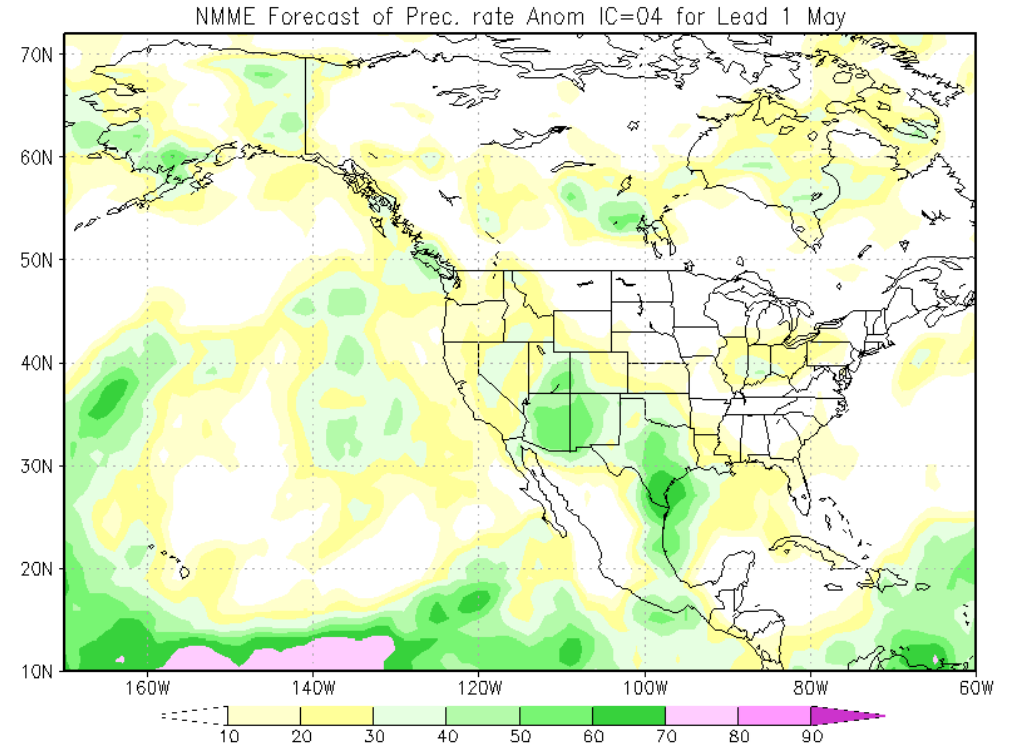 NMME Forecast of Prec. rate Anom IC=04 for Lead 1 May
70N
60N
50N
40N
30N
20N
10N
160W 140W 120W 100W 80W 60W
10 20 30 40 50 60 70 80 90